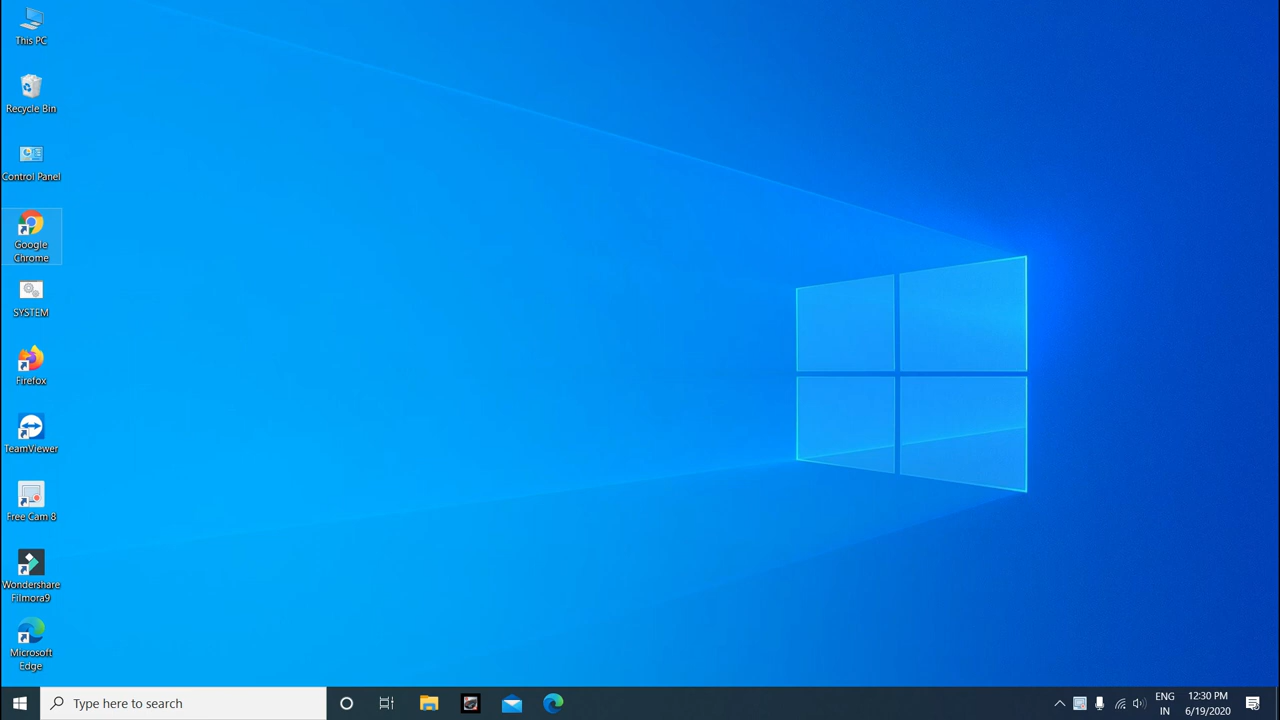 This PC
Recycle Bin
Control Panel
Google
Chrome
SYSTEM
Firefox
TeamViewer
Free Cam 8
Wondershare
Filmora9
Microsoft
Edge
Type here to search
ENG
IN
12:30 PM
6/19/2020